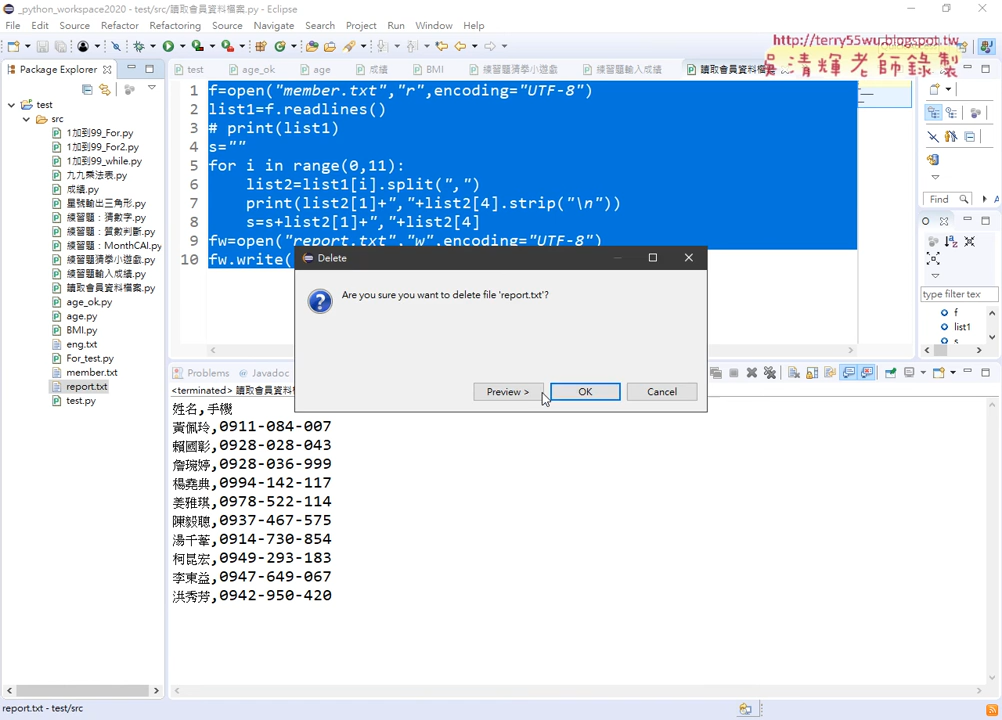 _python_workspace2020 - test/src/讀取會員資料檔案.py - Eclipse
File Edit Source Refactor Refactoring Source Navigate Search Project Run Window Help
http://terry55wu.blogspot.tw
吳清輝老師錄製
Package Explorer
test age_ok age 成績 BMI 練習題猜學小遊戲 練習題輸入成績 讀取會員資料檔案
test
src
1加到99_For.py
1加到99_For2.py
1加到99_while.py
九九乘法表.py
成績.py
星號輸出三角形.py
練習題：猜數字.py
練習題：質數判斷.py
練習題：MonthCAl.py
練習題猜學小遊戲.py
練習題輸入成績.py
讀取會員資料檔案.py
age_ok.py
age.py
BMI.py
eng.txt
For_test.py
member.txt
report.txt
test.py
1 f=open("member.txt","r",encoding="UTF-8")
2 list1=f.readlines()
3 # print(list1)
4 s=""
5 for i in range(0,11):
6 list2=list1[i].split(",")
7 print(list2[1]+","+list2[4].strip("\n"))
8 s=s+list2[1]+","+list2[4]
9 fw=open("report.txt","w",encoding="UTF-8")
10 fw.write(
Delete
Are you sure you want to delete file 'report.txt'?
Preview > OK Cancel
Find
type filter tex
f
list1
s
Problems Javadoc
<terminated> 讀取會員資料
姓名,手機
黃佩玲,0911-084-007
賴國彰,0928-028-043
詹琬婷,0928-036-999
楊堯典,0994-142-117
姜雅琪,0978-522-114
陳毅聰,0937-467-575
湯千葦,0914-730-854
柯昆宏,0949-293-183
李東益,0947-649-067
洪秀芳,0942-950-420
report.txt - test/src